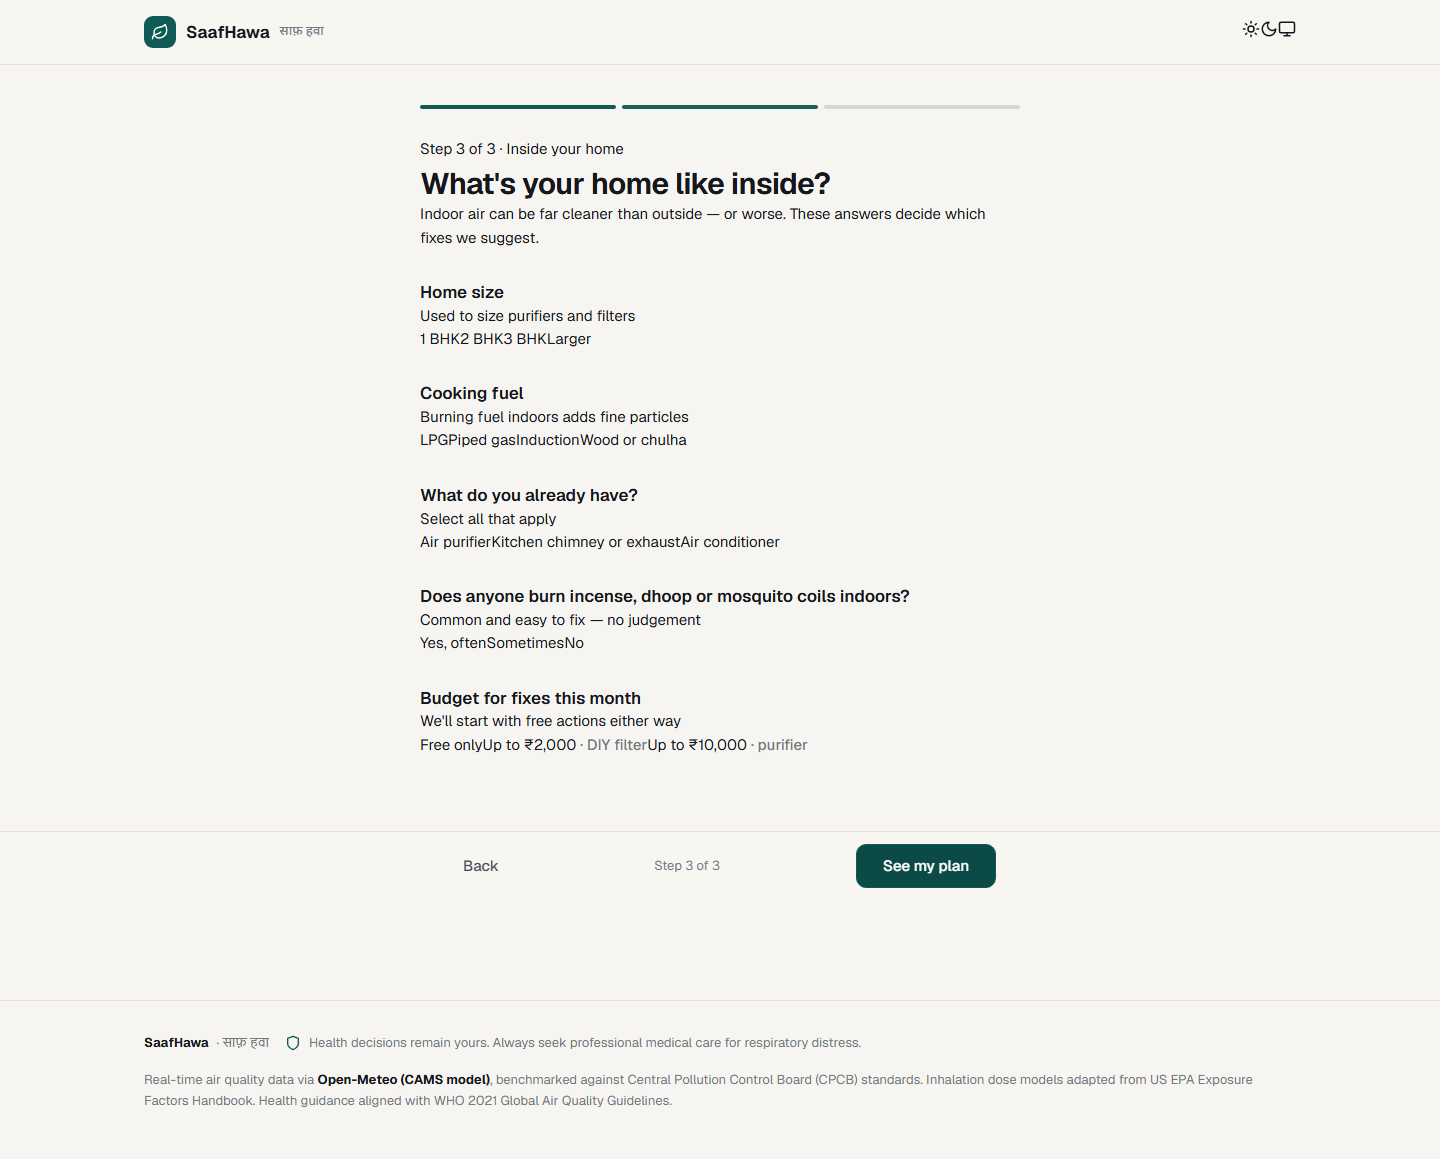 SaafHawa साफ़ हवा
Step 3 of 3 · Inside your home
What's your home like inside?
Indoor air can be far cleaner than outside — or worse. These answers decide which
fixes we suggest.
Home size
Used to size purifiers and filters
1 BHK2 BHK3 BHKLarger
Cooking fuel
Burning fuel indoors adds fine particles
LPGPiped gasInductionWood or chulha
What do you already have?
Select all that apply
Air purifierKitchen chimney or exhaustAir conditioner
Does anyone burn incense, dhoop or mosquito coils indoors?
Common and easy to fix — no judgement
Yes, oftenSometimesNo
Budget for fixes this month
We'll start with free actions either way
Free onlyUp to ₹2,000 · DIY filterUp to ₹10,000 · purifier
Back Step 3 of 3 See my plan
SaafHawa · साफ़ हवा Health decisions remain yours. Always seek professional medical care for respiratory distress.
Real-time air quality data via Open-Meteo (CAMS model), benchmarked against Central Pollution Control Board (CPCB) standards. Inhalation dose models adapted from US EPA Exposure
Factors Handbook. Health guidance aligned with WHO 2021 Global Air Quality Guidelines.